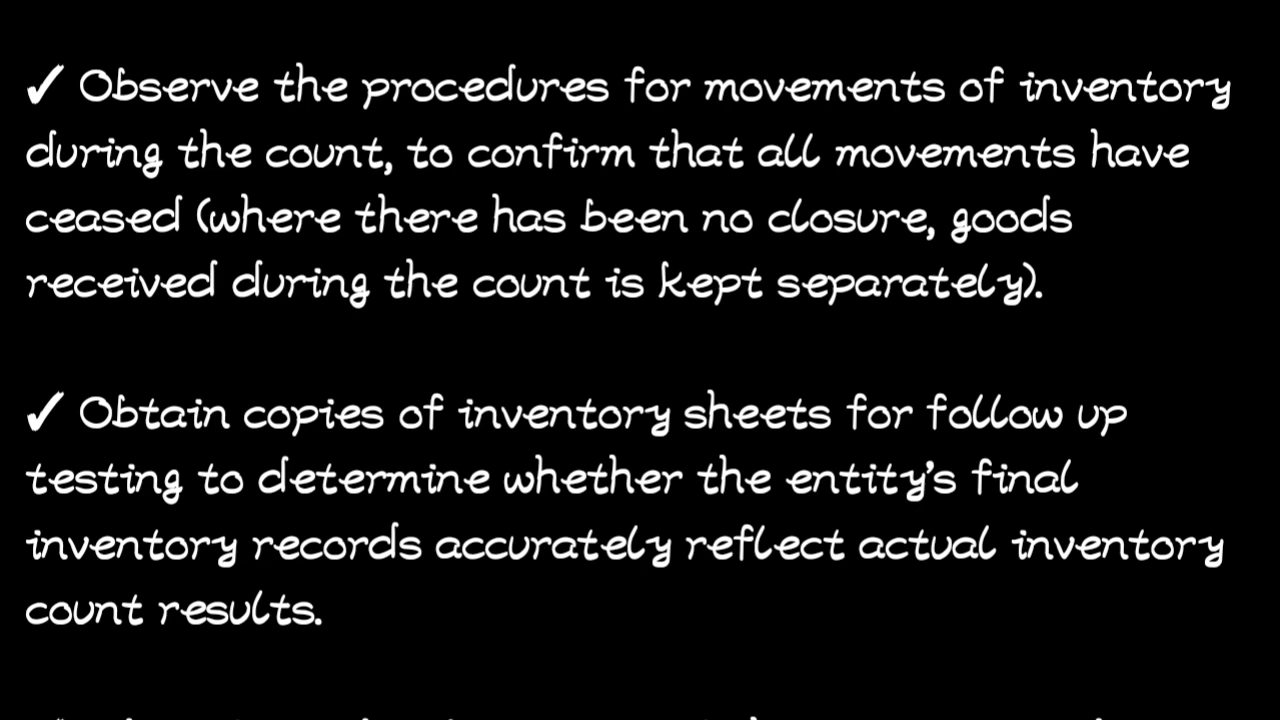 ✓ Observe the procedures for movements of inventory
during the count, to confirm that all movements have
ceased (where there has been no closure, goods
received during the count is kept separately).
✓ Obtain copies of inventory sheets for follow up
testing to determine whether the entity's final
inventory records accurately reflect actual inventory
count results.